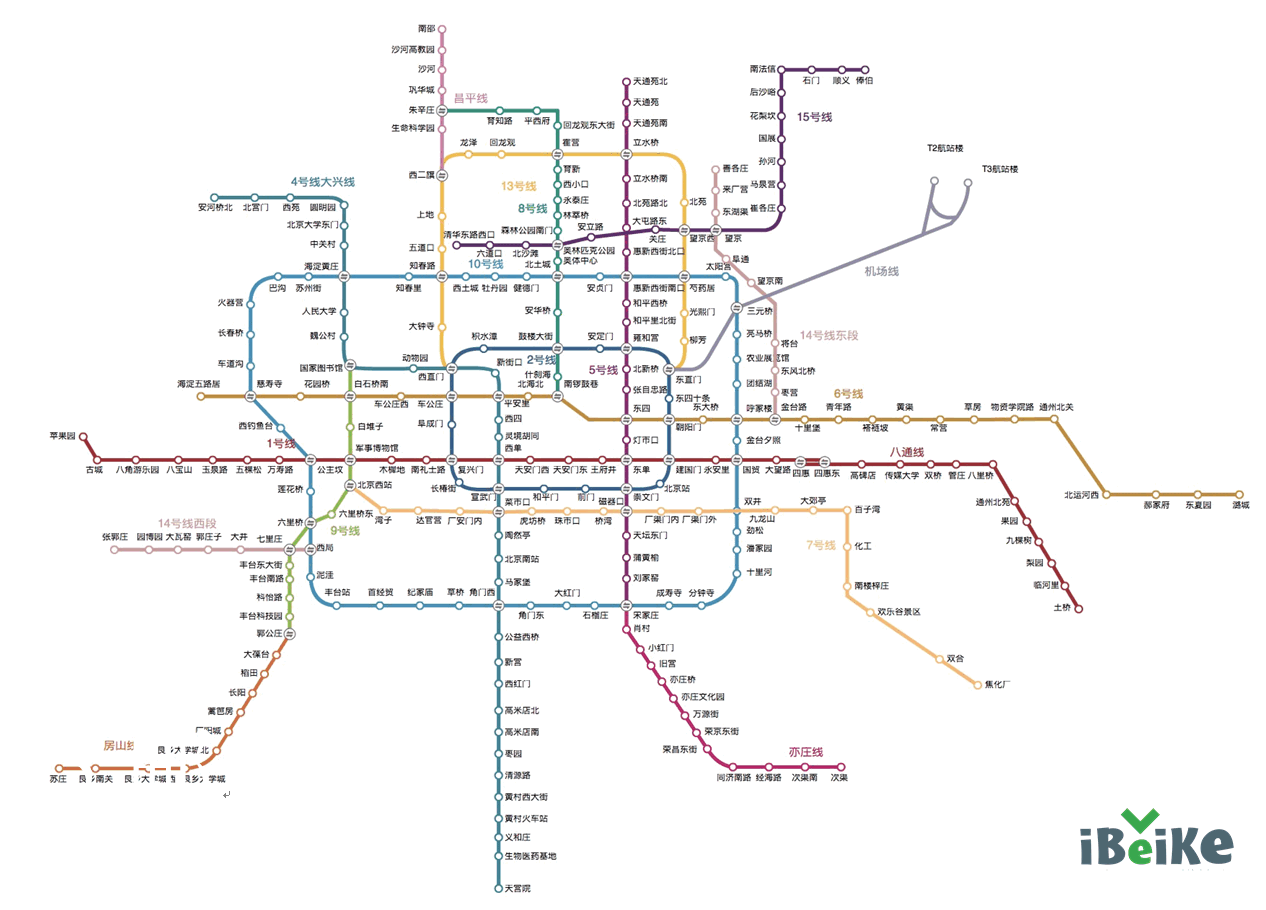 南邵
沙河高教园
沙河
巩华城
朱辛庄
生命科学园
昌平线
育知路
平西府
回龙观东大街
天通苑北
天通苑
天通苑南
立水桥
南法信
石门
顺义
俸伯
后沙峪
花梨坎
15号线
国展
孙河
马泉营
崔各庄
T2航站楼
T3航站楼
龙泽
回龙观
霍营
西二旗
育新
西小口
永泰庄
林萃桥
森林公园南门
13号线
8号线
立水桥南
北苑路北
大屯路东
北苑
善各庄
来广营
东湖渠
4号线大兴线
安河桥北
北宫门
西苑
圆明园
北京大学东门
中关村
上地
五道口
清华东路西口
六道口
北沙滩
奥林匹克公园
奥体中心
安立路
关庄
望京西
望京
惠新西街北口
阜通
望京南
太阳宫
机场线
海淀黄庄
知春路
10号线
北土城
巴沟
苏州街
知春里
西土城
牡丹园
健德门
安贞门
惠新西街南口
芍药居
火器营
长春桥
车道沟
人民大学
魏公村
大钟寺
安华桥
和平西桥
和平里北街
光熙门
柳芳
三元桥
亮马桥
农业展览馆
团结湖
呼家楼
14号线东段
将台
东风北桥
枣营
金台路
积水潭
鼓楼大街
安定门
雍和宫
国家图书馆
动物园
西直门
新街口
2号线
什刹海
5号线
北新桥
东直门
海淀五路居
慈寿寺
花园桥
白石桥南
车公庄西
车公庄
平安里
北海北
南锣鼓巷
张自忠路
东四十条
6号线
东四
朝阳门
东大桥
十里堡
青年路
褡裢坡
黄渠
常营
草房
物资学院路
通州北关
西钓鱼台
白堆子
阜成门
西四
灵境胡同
西单
灯市口
金台夕照
1号线
军事博物馆
八通线
苹果园
古城
八角游乐园
八宝山
玉泉路
五棵松
万寿路
公主坟
木樨地
南礼士路
复兴门
天安门西
天安门东
王府井
东单
建国门
永安里
国贸
大望路
四惠
四惠东
高碑店
传媒大学
双桥
管庄
八里桥
通州北苑
果园
九棵树
梨园
临河里
土桥
北运河西
郝家府
东夏园
潞城
莲花桥
北京西站
长椿街
宣武门
和平门
前门
崇文门
北京站
六里桥
六里桥东
9号线
湾子
达官营
广安门内
菜市口
虎坊桥
珠市口
桥湾
磁器口
广渠门内
广渠门外
双井
九龙山
大郊亭
百子湾
7号线
化工
南楼梓庄
欢乐谷景区
双合
焦化厂
14号线西段
张郭庄
园博园
大瓦窑
郭庄子
大井
七里庄
西局
丰台东大街
丰台南路
科怡路
丰台科技园
郭公庄
泥洼
陶然亭
北京南站
马家堡
天坛东门
蒲黄榆
刘家窑
劲松
潘家园
十里河
丰台站
首经贸
纪家庙
草桥
角门西
角门东
大红门
石榴庄
宋家庄
成寿寺
分钟寺
大葆台
稻田
长阳
篱笆房
房山
苏庄
南关
公益西桥
新宫
西红门
高米店北
高米店南
枣园
清源路
黄村西大街
黄村火车站
义和庄
生物医药基地
天宫院
肖村
小红门
旧宫
亦庄桥
亦庄文化园
万源街
荣京东街
荣昌东街
亦庄线
同济南路
经海路
次渠南
次渠
iBeiKe